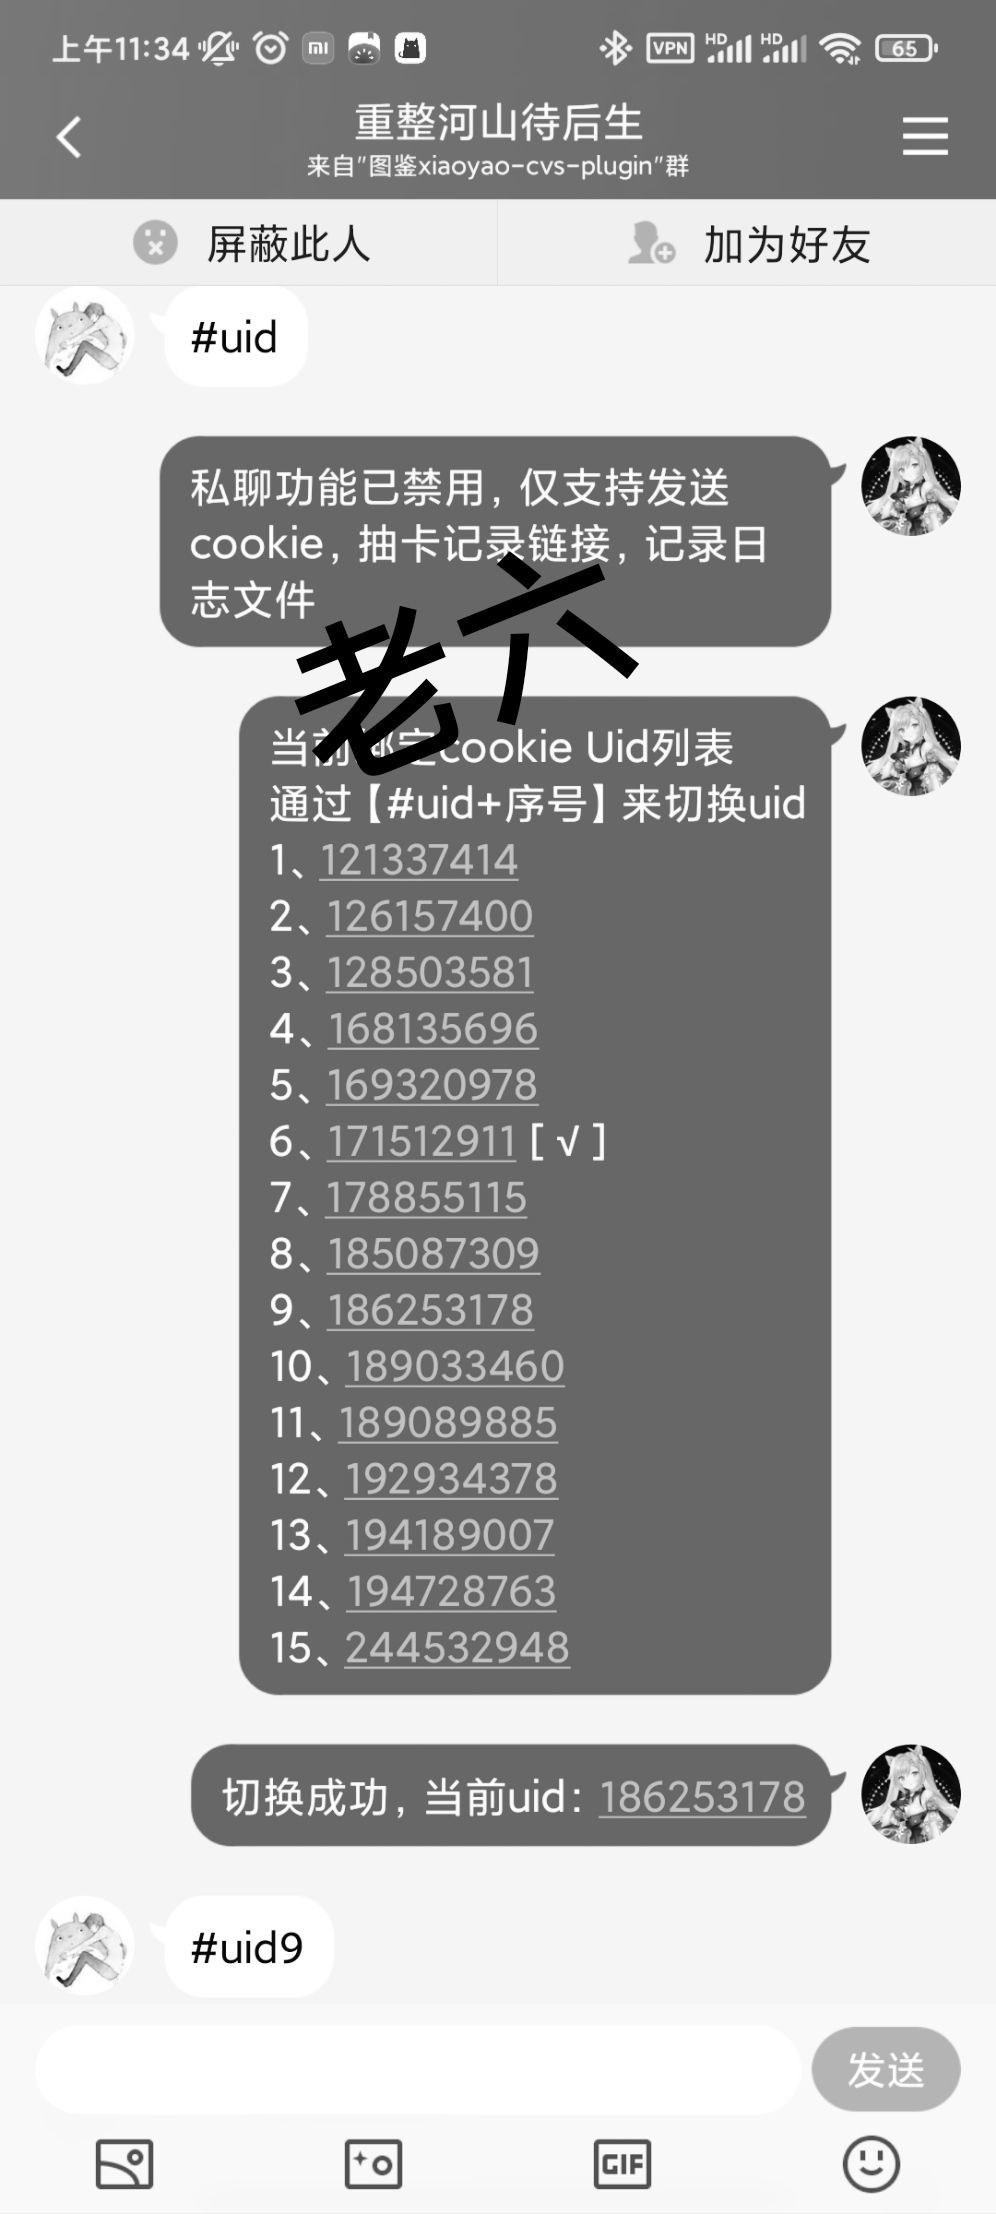 上午11:34
HD HD
VPN
65
重整河山待后生
来自"图鉴xiaoyao-cvs-plugin"群
屏蔽此人
加为好友
#uid
私聊功能已禁用，仅支持发送
cookie，抽卡记录链接，记录日
志文件
老六
当前绑定cookie Uid列表
通过【#uid+序号】来切换uid
1、121337414
2、126157400
3、128503581
4、168135696
5、169320978
6、171512911 [ √ ]
7、178855115
8、185087309
9、186253178
10、189033460
11、189089885
12、192934378
13、194189007
14、194728763
15、244532948
切换成功，当前uid：186253178
#uid9
发送
GIF